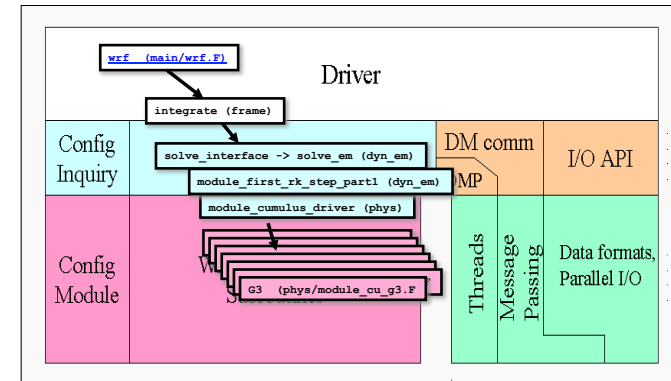 wrf (main/wrf.F)
Driver
integrate (frame)
Config
Inquiry
solve_interface -> solve_em (dyn_em)
DM comm
I/O API
module_first_rk_step_part1 (dyn_em)
module_cumulus_driver (phys)
Config
Module
G3 (phys/module_cu_g3.F
Threads
Message
Passing
Data formats,
Parallel I/O